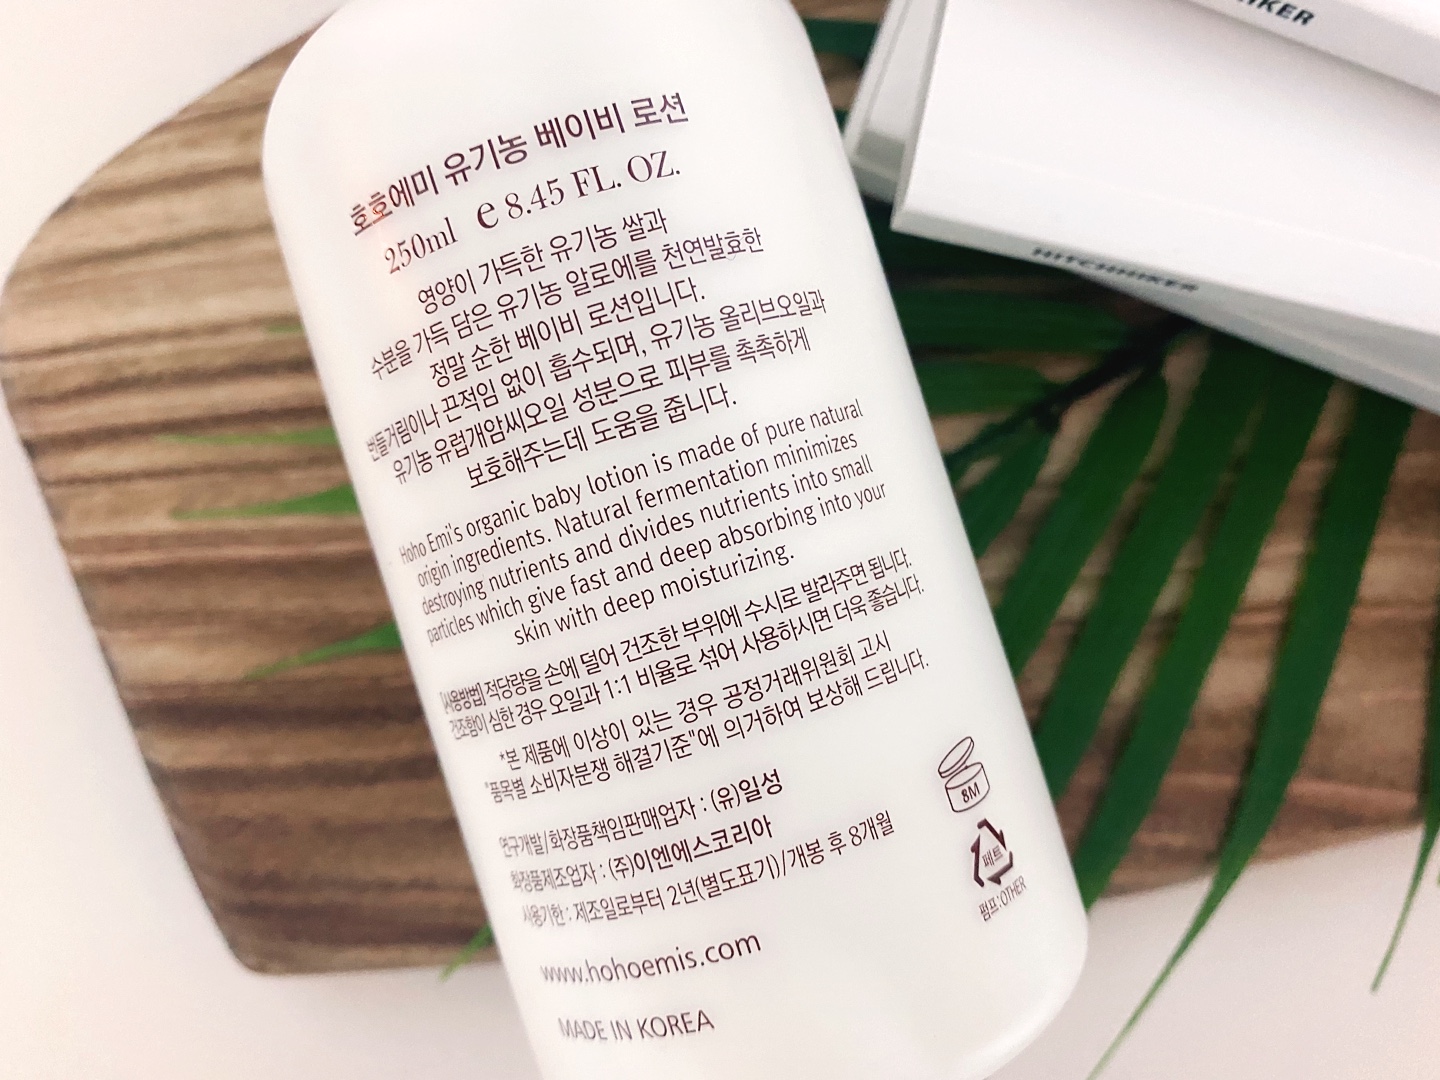 호호에미 유기농 베이비 로션
250ml e 8.45 FL. OZ.
영양이 가득한 유기농 쌀과
수분을 가득 담은 유기농 알로에를 천연발효한
정말 순한 베이비 로션입니다.
번들거림이나 끈적임 없이 흡수되며, 유기농 올리브오일과
유기농 유럽개암씨오일 성분으로 피부를 촉촉하게
보호해주는데 도움을 줍니다.
Hoho Emi's organic baby lotion is made of pure natural
origin ingredients. Natural fermentation minimizes
destroying nutrients and divides nutrients into small
particles which give fast and deep absorbing into your
skin with deep moisturizing.
[사용방법] 적당량을 손에 덜어 건조한 부위에 수시로 발라주면 됩니다.
건조함이 심한 경우 오일과 1:1 비율로 섞어 사용하시면 더욱 좋습니다.
*본 제품에 이상이 있는 경우 공정거래위원회 고시
"품목별 소비자분쟁 해결기준"에 의거하여 보상해 드립니다.
연구개발/화장품책임판매업자 : (유)일성
화장품제조업자 : (주)이엔에스코리아
사용기한 : 제조일로부터 2년(별도표기)/개봉 후 8개월
www.hohoemis.com
MADE IN KOREA
8M
페트
펌프:OTHER
HIKER
HITCHHIKER